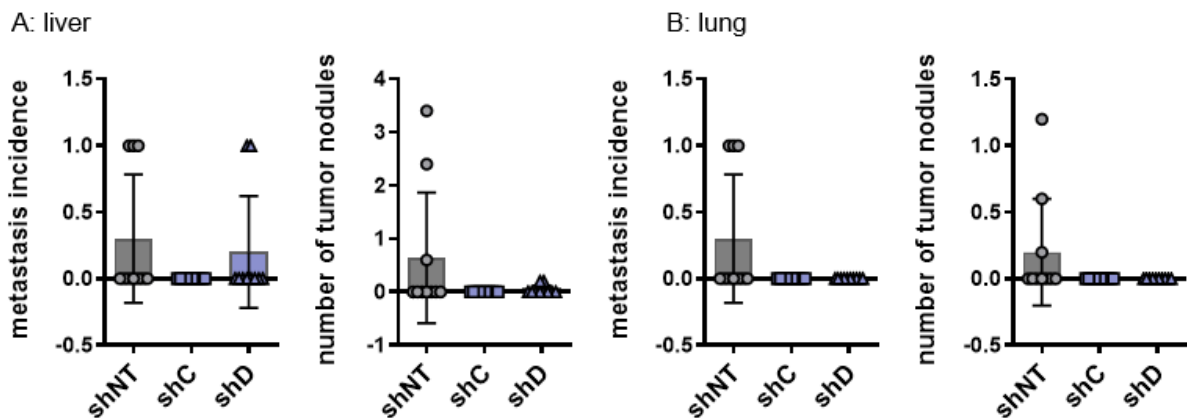 A: liver
metastasis incidence
1.5
1.0
0.5
0.0
-0.5
shNT
shC
shD
number of tumor nodules
4
3
2
1
0
-1
shNT
shC
shD
B: lung
metastasis incidence
1.5
1.0
0.5
0.0
-0.5
shNT
shC
shD
number of tumor nodules
1.5
1.0
0.5
0.0
-0.5
shNT
shC
shD